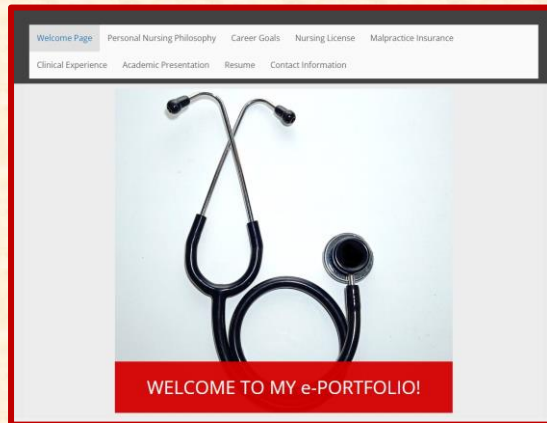 Welcome Page Personal Nursing Philosophy Career Goals Nursing License Malpractice Insurance
Clinical Experience Academic Presentation Resume Contact Information
WELCOME TO MY e-PORTFOLIO!